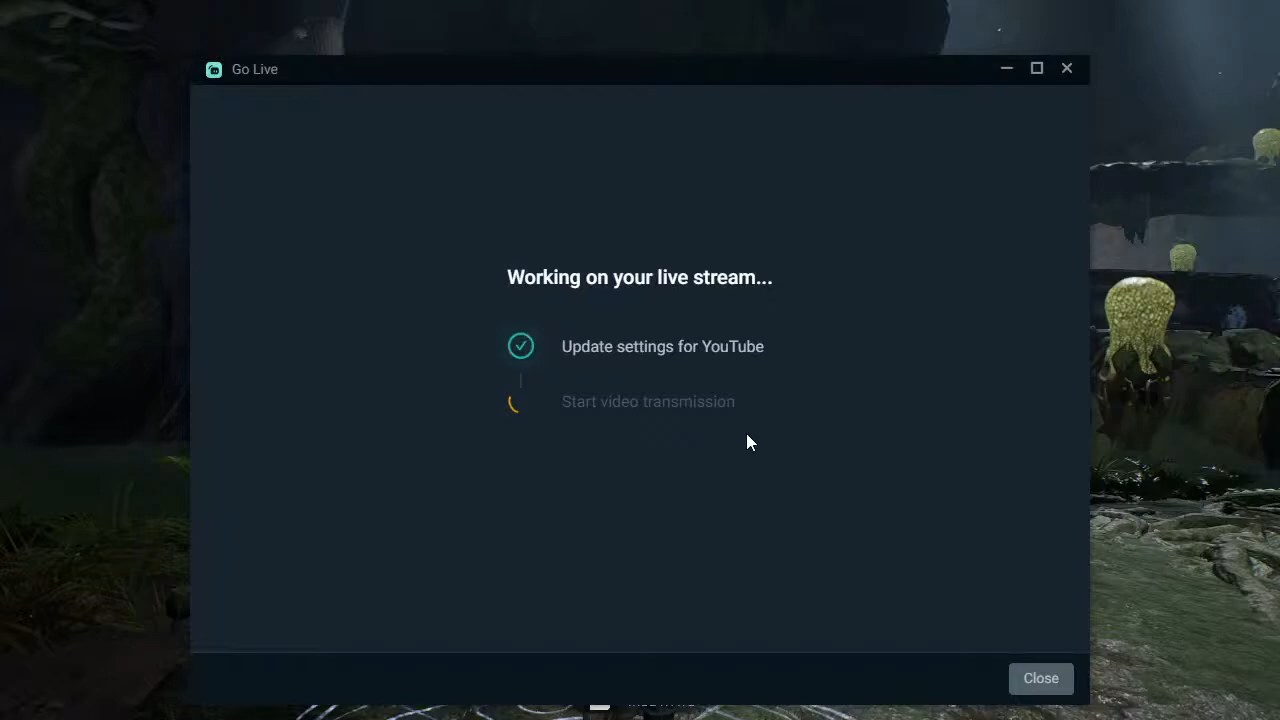 Go Live
Working on your live stream...
Update settings for YouTube
Start video transmission
Close